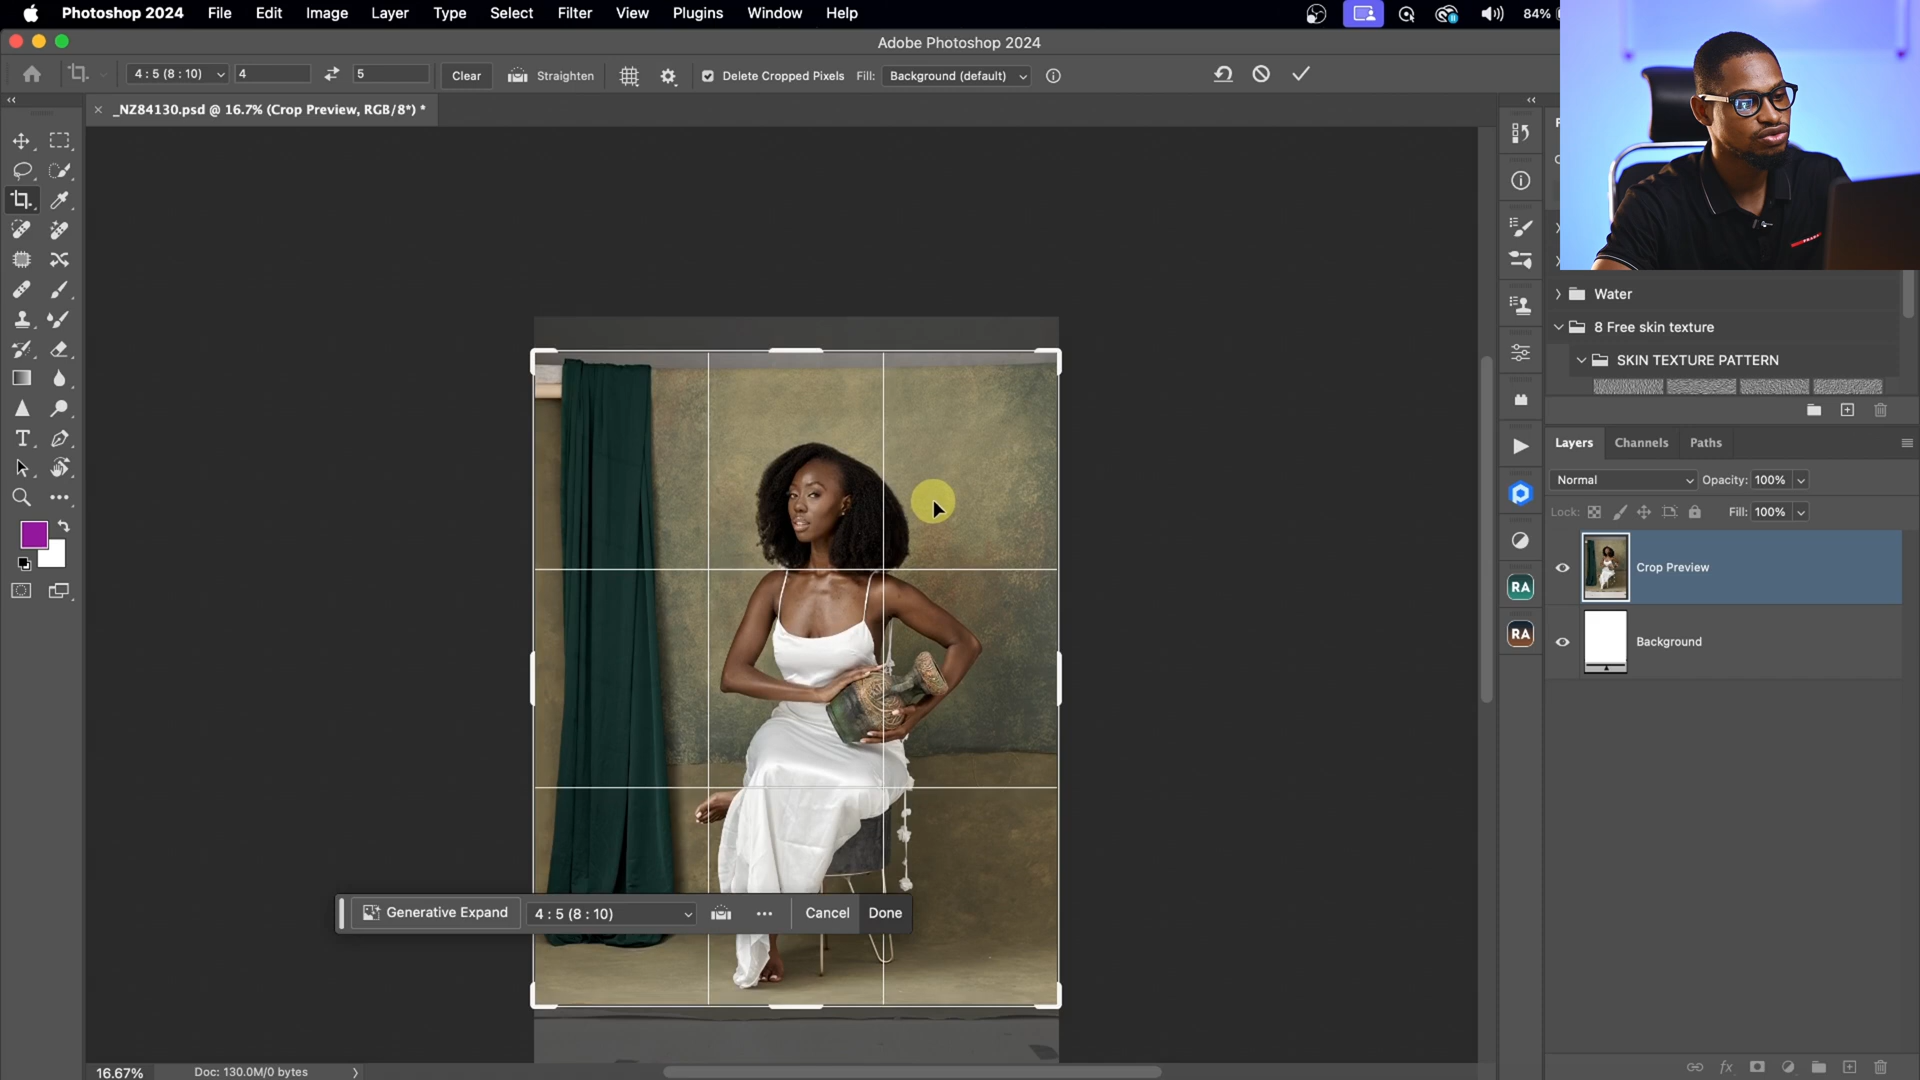 Photoshop 2024 File Edit Image Layer Type Select Filter View Plugins Window Help 84%
Adobe Photoshop 2024
4 : 5 (8 : 10) 4 5 Clear Straighten Delete Cropped Pixels Fill: Background (default)
_NZ84130.psd @ 16.7% (Crop Preview, RGB/8*) *
Water
8 Free skin texture
SKIN TEXTURE PATTERN
Layers Channels Paths
Normal Opacity: 100%
Lock: Fill: 100%
Crop Preview
RA
RA
Background
Generative Expand 4 : 5 (8 : 10) Cancel Done
16.67% Doc: 130.0M/0 bytes